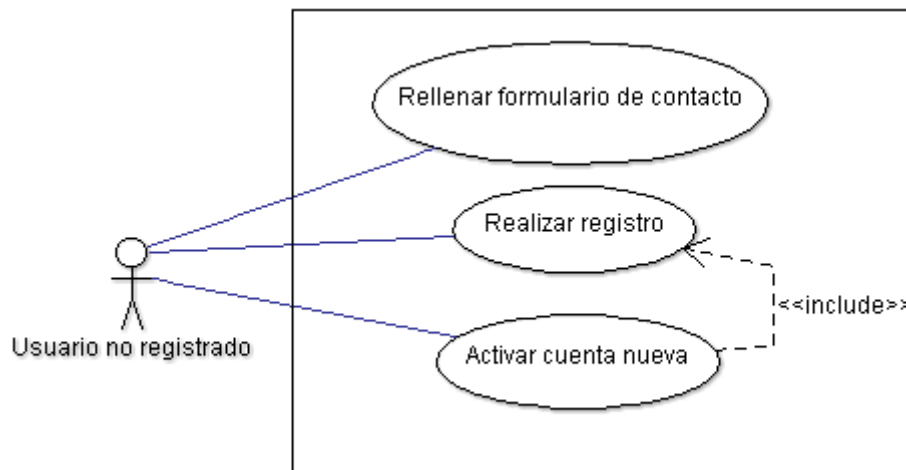 Rellenar formulario de contacto
Realizar registro
<<include>>
Usuario no registrado
Activar cuenta nueva